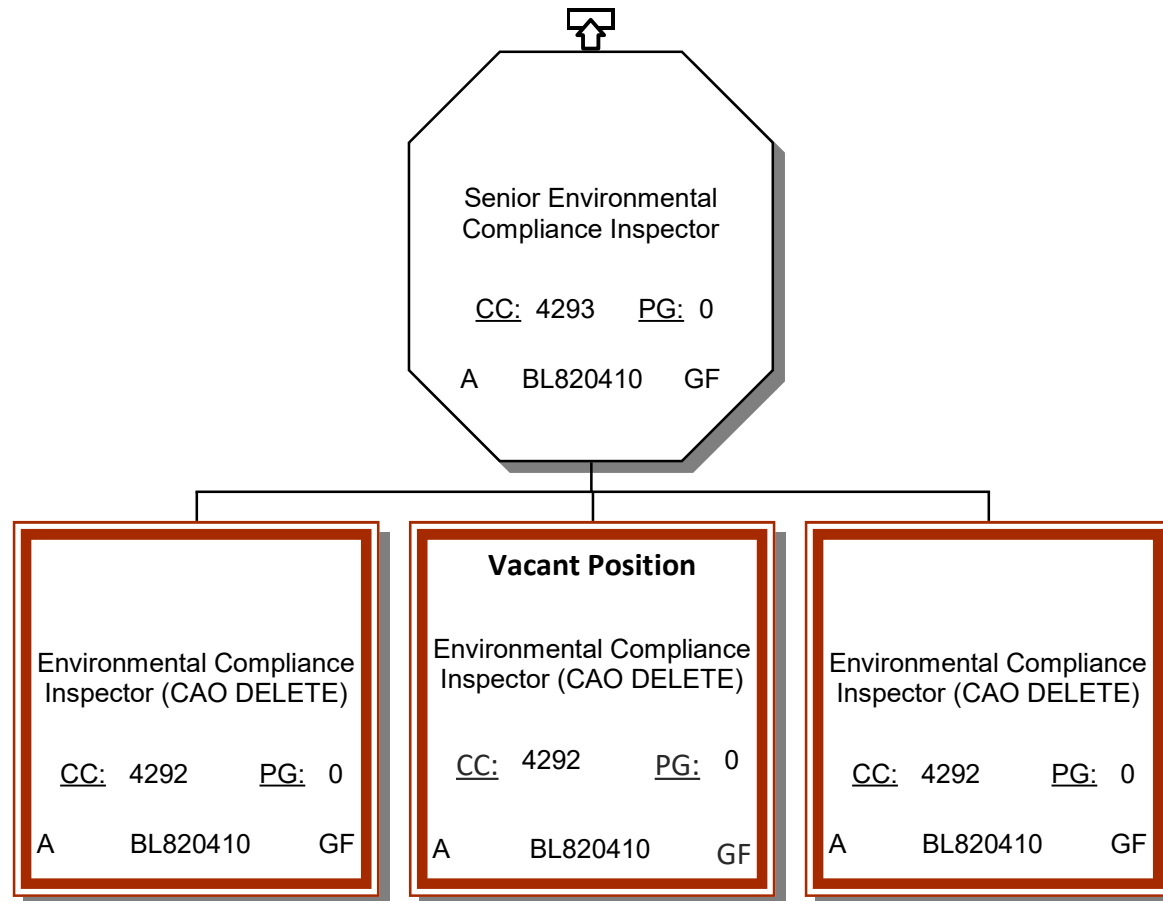 Senior Environmental
Compliance Inspector
CC: 4293 PG: 0
A BL820410 GF
Environmental Compliance
Inspector (CAO DELETE)
CC: 4292 PG: 0
A BL820410 GF
Vacant Position
Environmental Compliance
Inspector (CAO DELETE)
CC: 4292 PG: 0
A BL820410 GF
Environmental Compliance
Inspector (CAO DELETE)
CC: 4292 PG: 0
A BL820410 GF